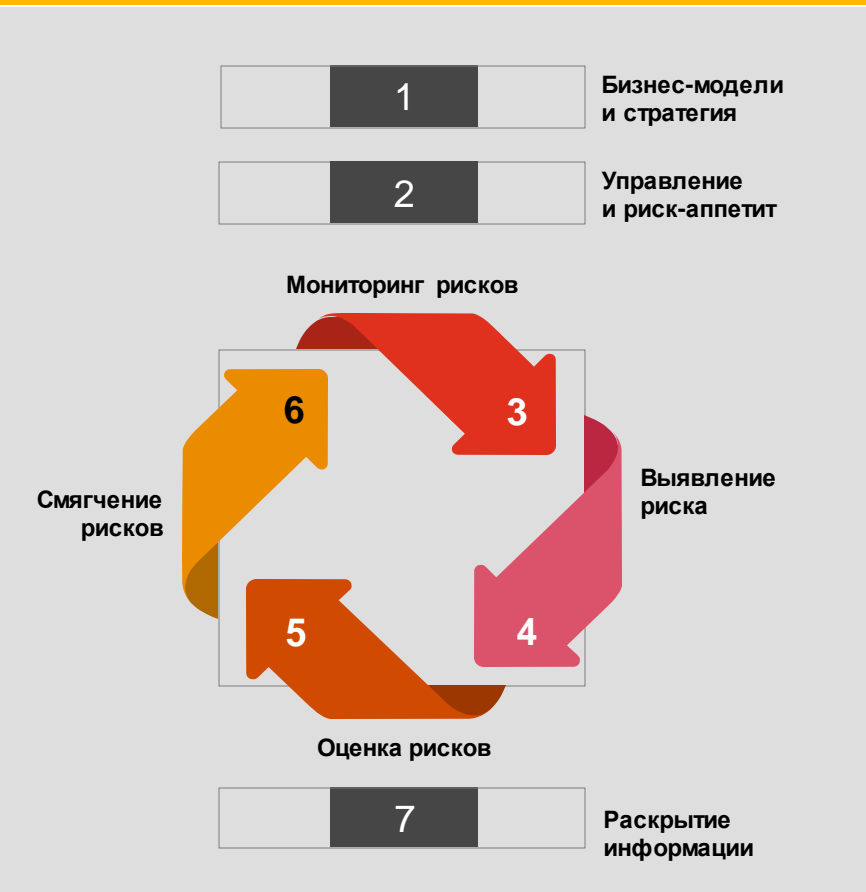 1
Бизнес-модели
и стратегия
2
Управление
и риск-аппетит
Мониторинг рисков
6
3
Выявление
риска
Смягчение
рисков
5
4
Оценка рисков
7
Раскрытие
информации